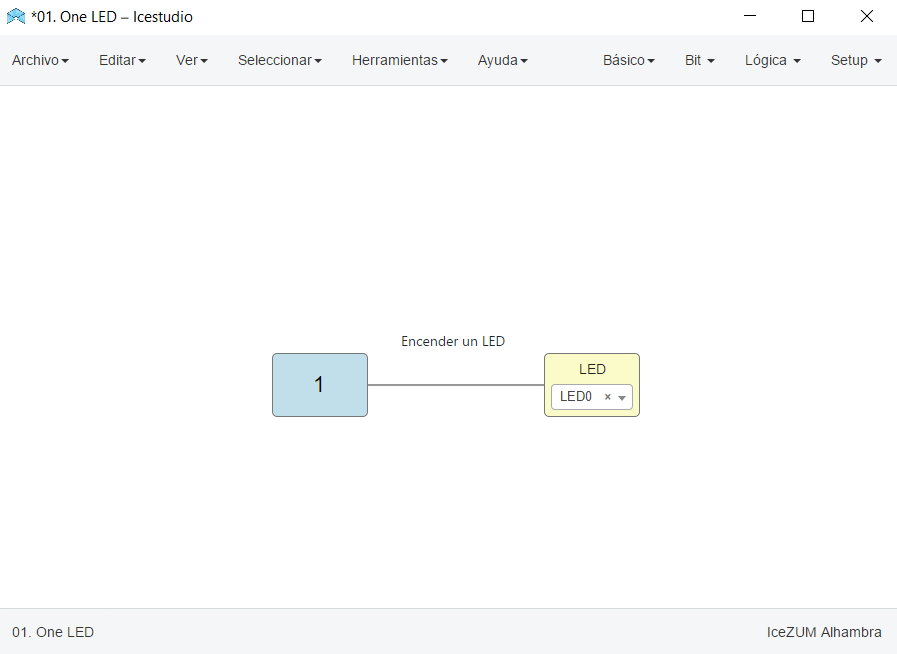 *01. One LED – Icestudio
Archivo Editar Ver Seleccionar Herramientas Ayuda Básico Bit Lógica Setup
Encender un LED
1
LED
LED0 ×
01. One LED
IceZUM Alhambra